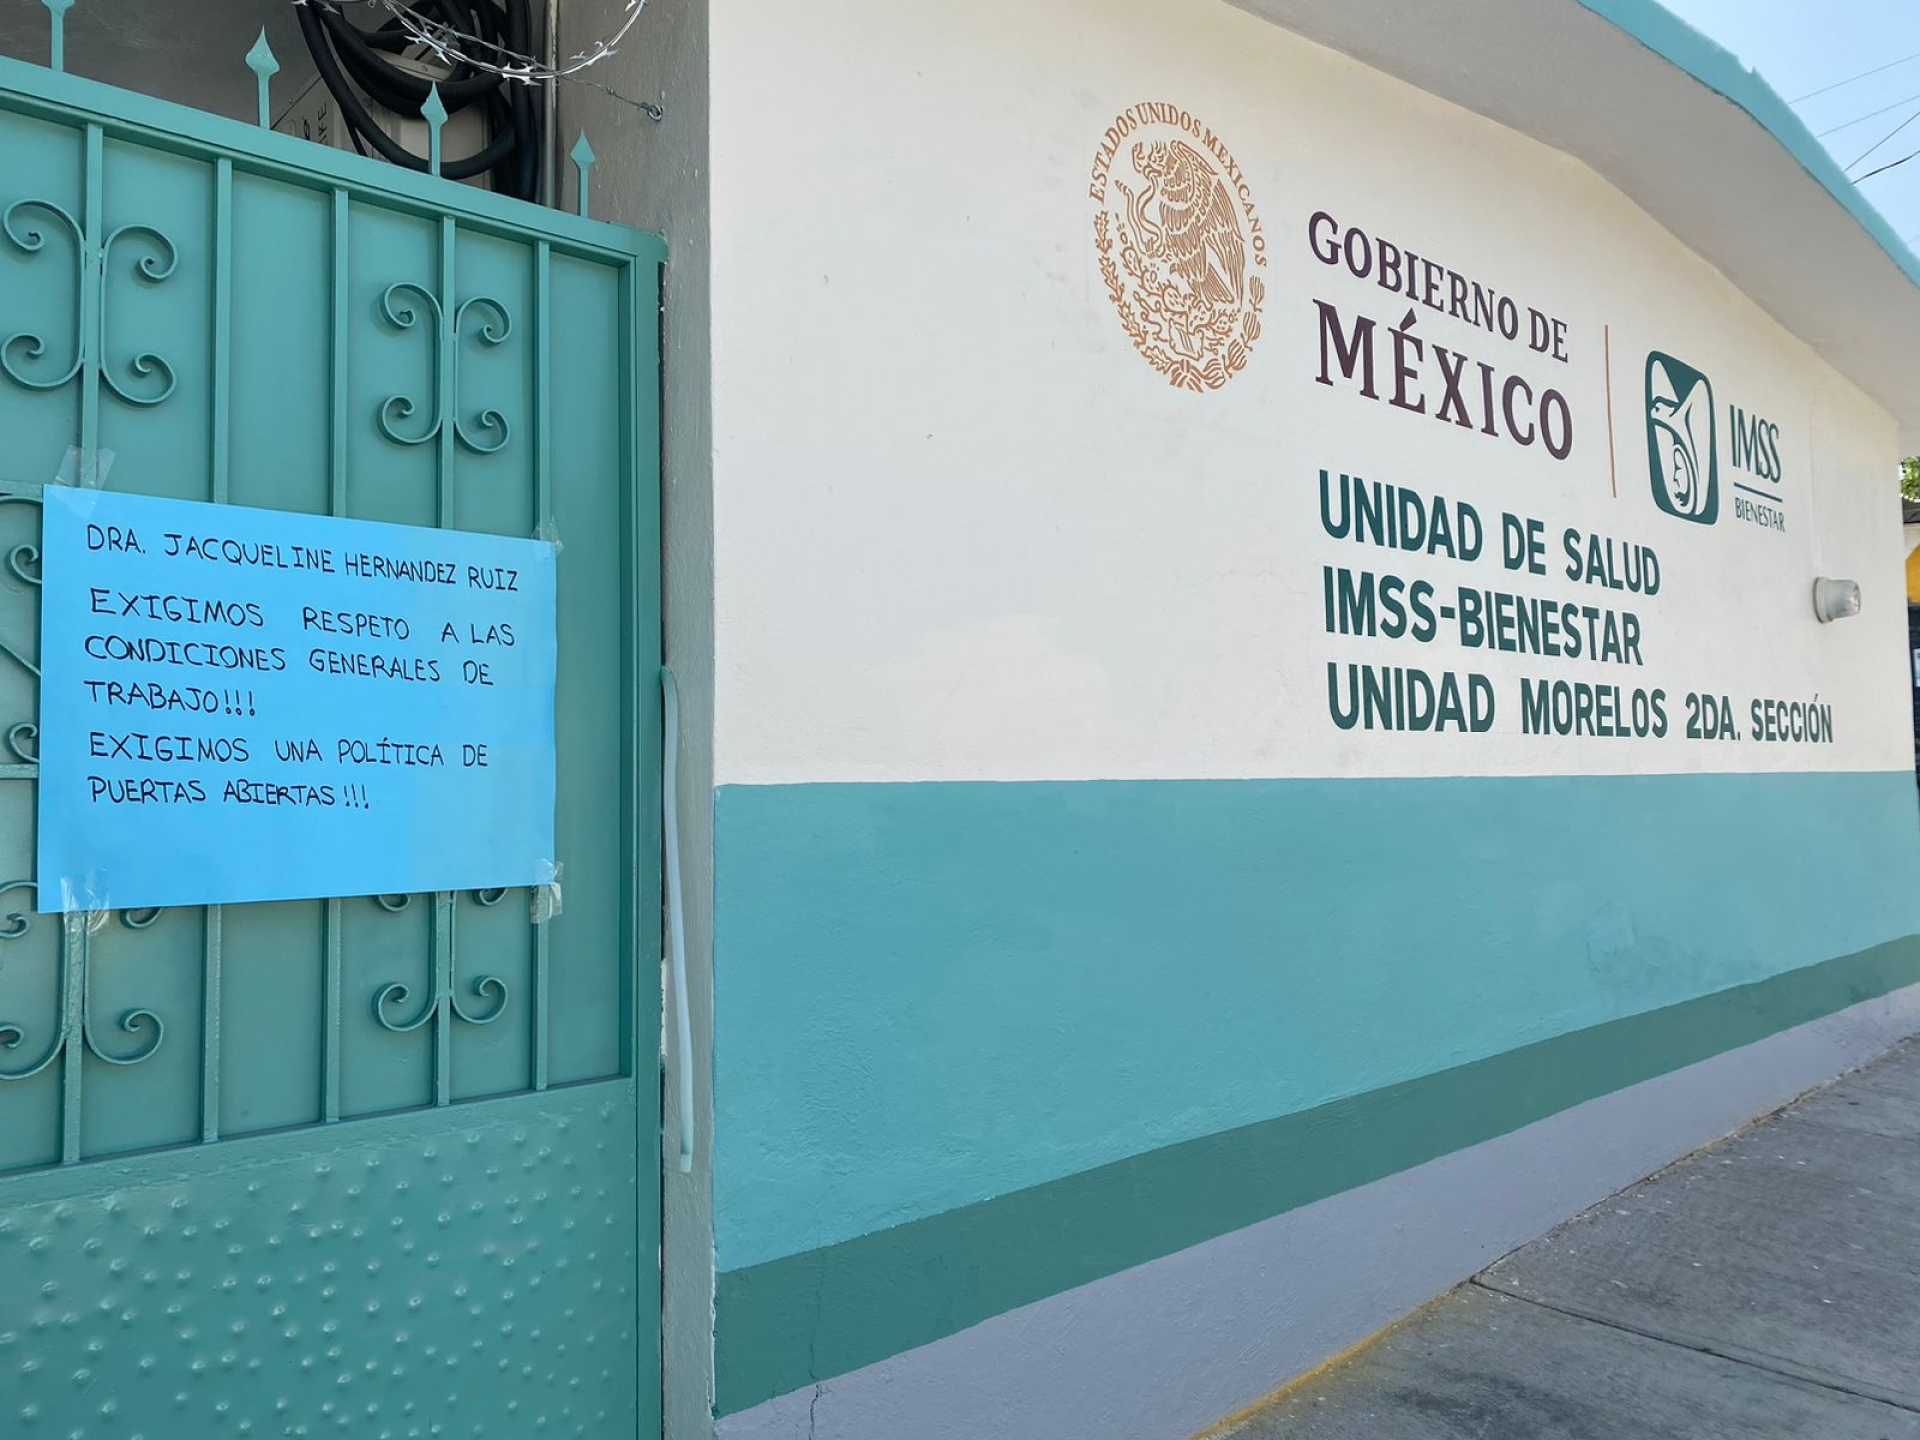 DRA. JACQUELINE HERNANDEZ RUIZ
EXIGIMOS RESPETO A LAS
CONDICIONES GENERALES DE
TRABAJO!!!
EXIGIMOS UNA POLÍTICA DE
PUERTAS ABIERTAS!!!
ESTADOS UNIDOS MEXICANOS
GOBIERNO DE
MÉXICO
IMSS
BIENESTAR
UNIDAD DE SALUD
IMSS-BIENESTAR
UNIDAD MORELOS 2DA. SECCIÓN